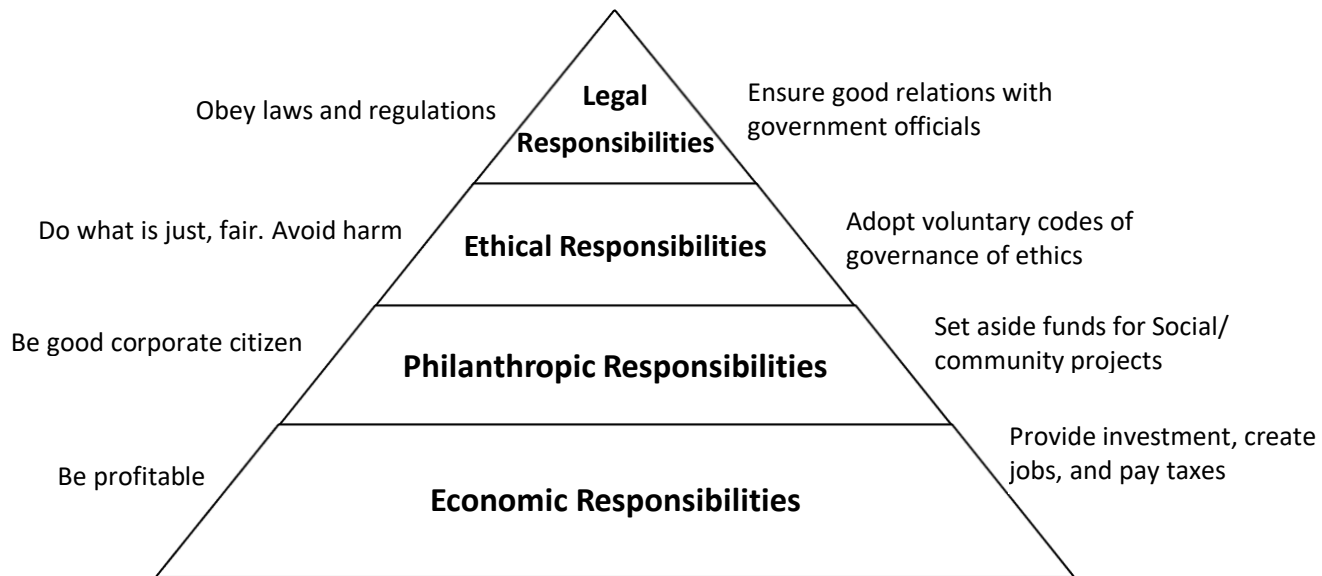 Legal
Responsibilities
Obey laws and regulations
Ensure good relations with
government officials
Do what is just, fair. Avoid harm
Ethical Responsibilities
Adopt voluntary codes of
governance of ethics
Be good corporate citizen
Philanthropic Responsibilities
Set aside funds for Social/
community projects
Be profitable
Economic Responsibilities
Provide investment, create
jobs, and pay taxes